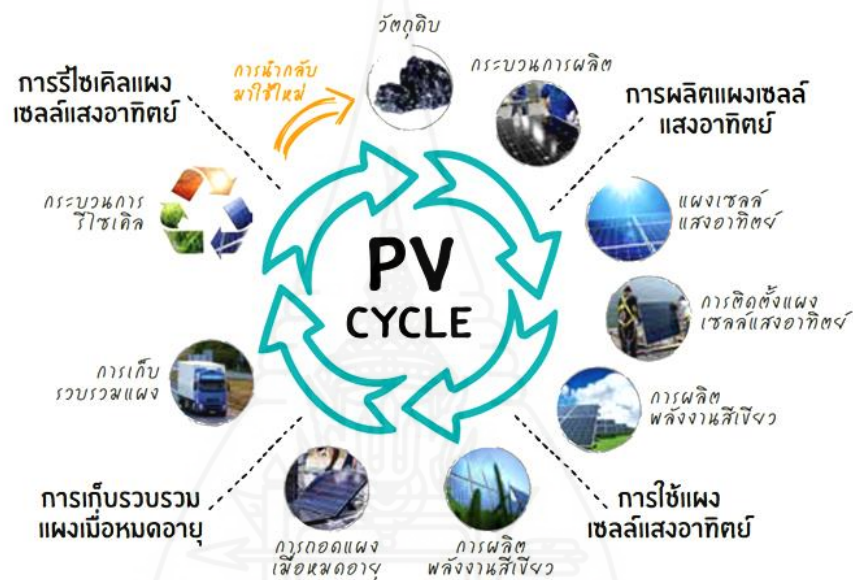 วัตถุดิบ
กระบวนการผลิต
การผลิตแผงเซลล์
แสงอาทิตย์
แผงเซลล์
แสงอาทิตย์
การติดตั้งแผง
เซลล์แสงอาทิตย์
การผลิต
พลังงานสีเขียว
การใช้แผง
เซลล์แสงอาทิตย์
การผลิต
พลังงานสีเขียว
การถอดแผง
เมื่อหมดอายุ
การเก็บรวบรวม
แผงเมื่อหมดอายุ
การเก็บ
รวบรวมแผง
กระบวนการ
รีไซเคิล
การรีไซเคิลแผง
เซลล์แสงอาทิตย์
การนำกลับ
มาใช้ใหม่
PV
CYCLE